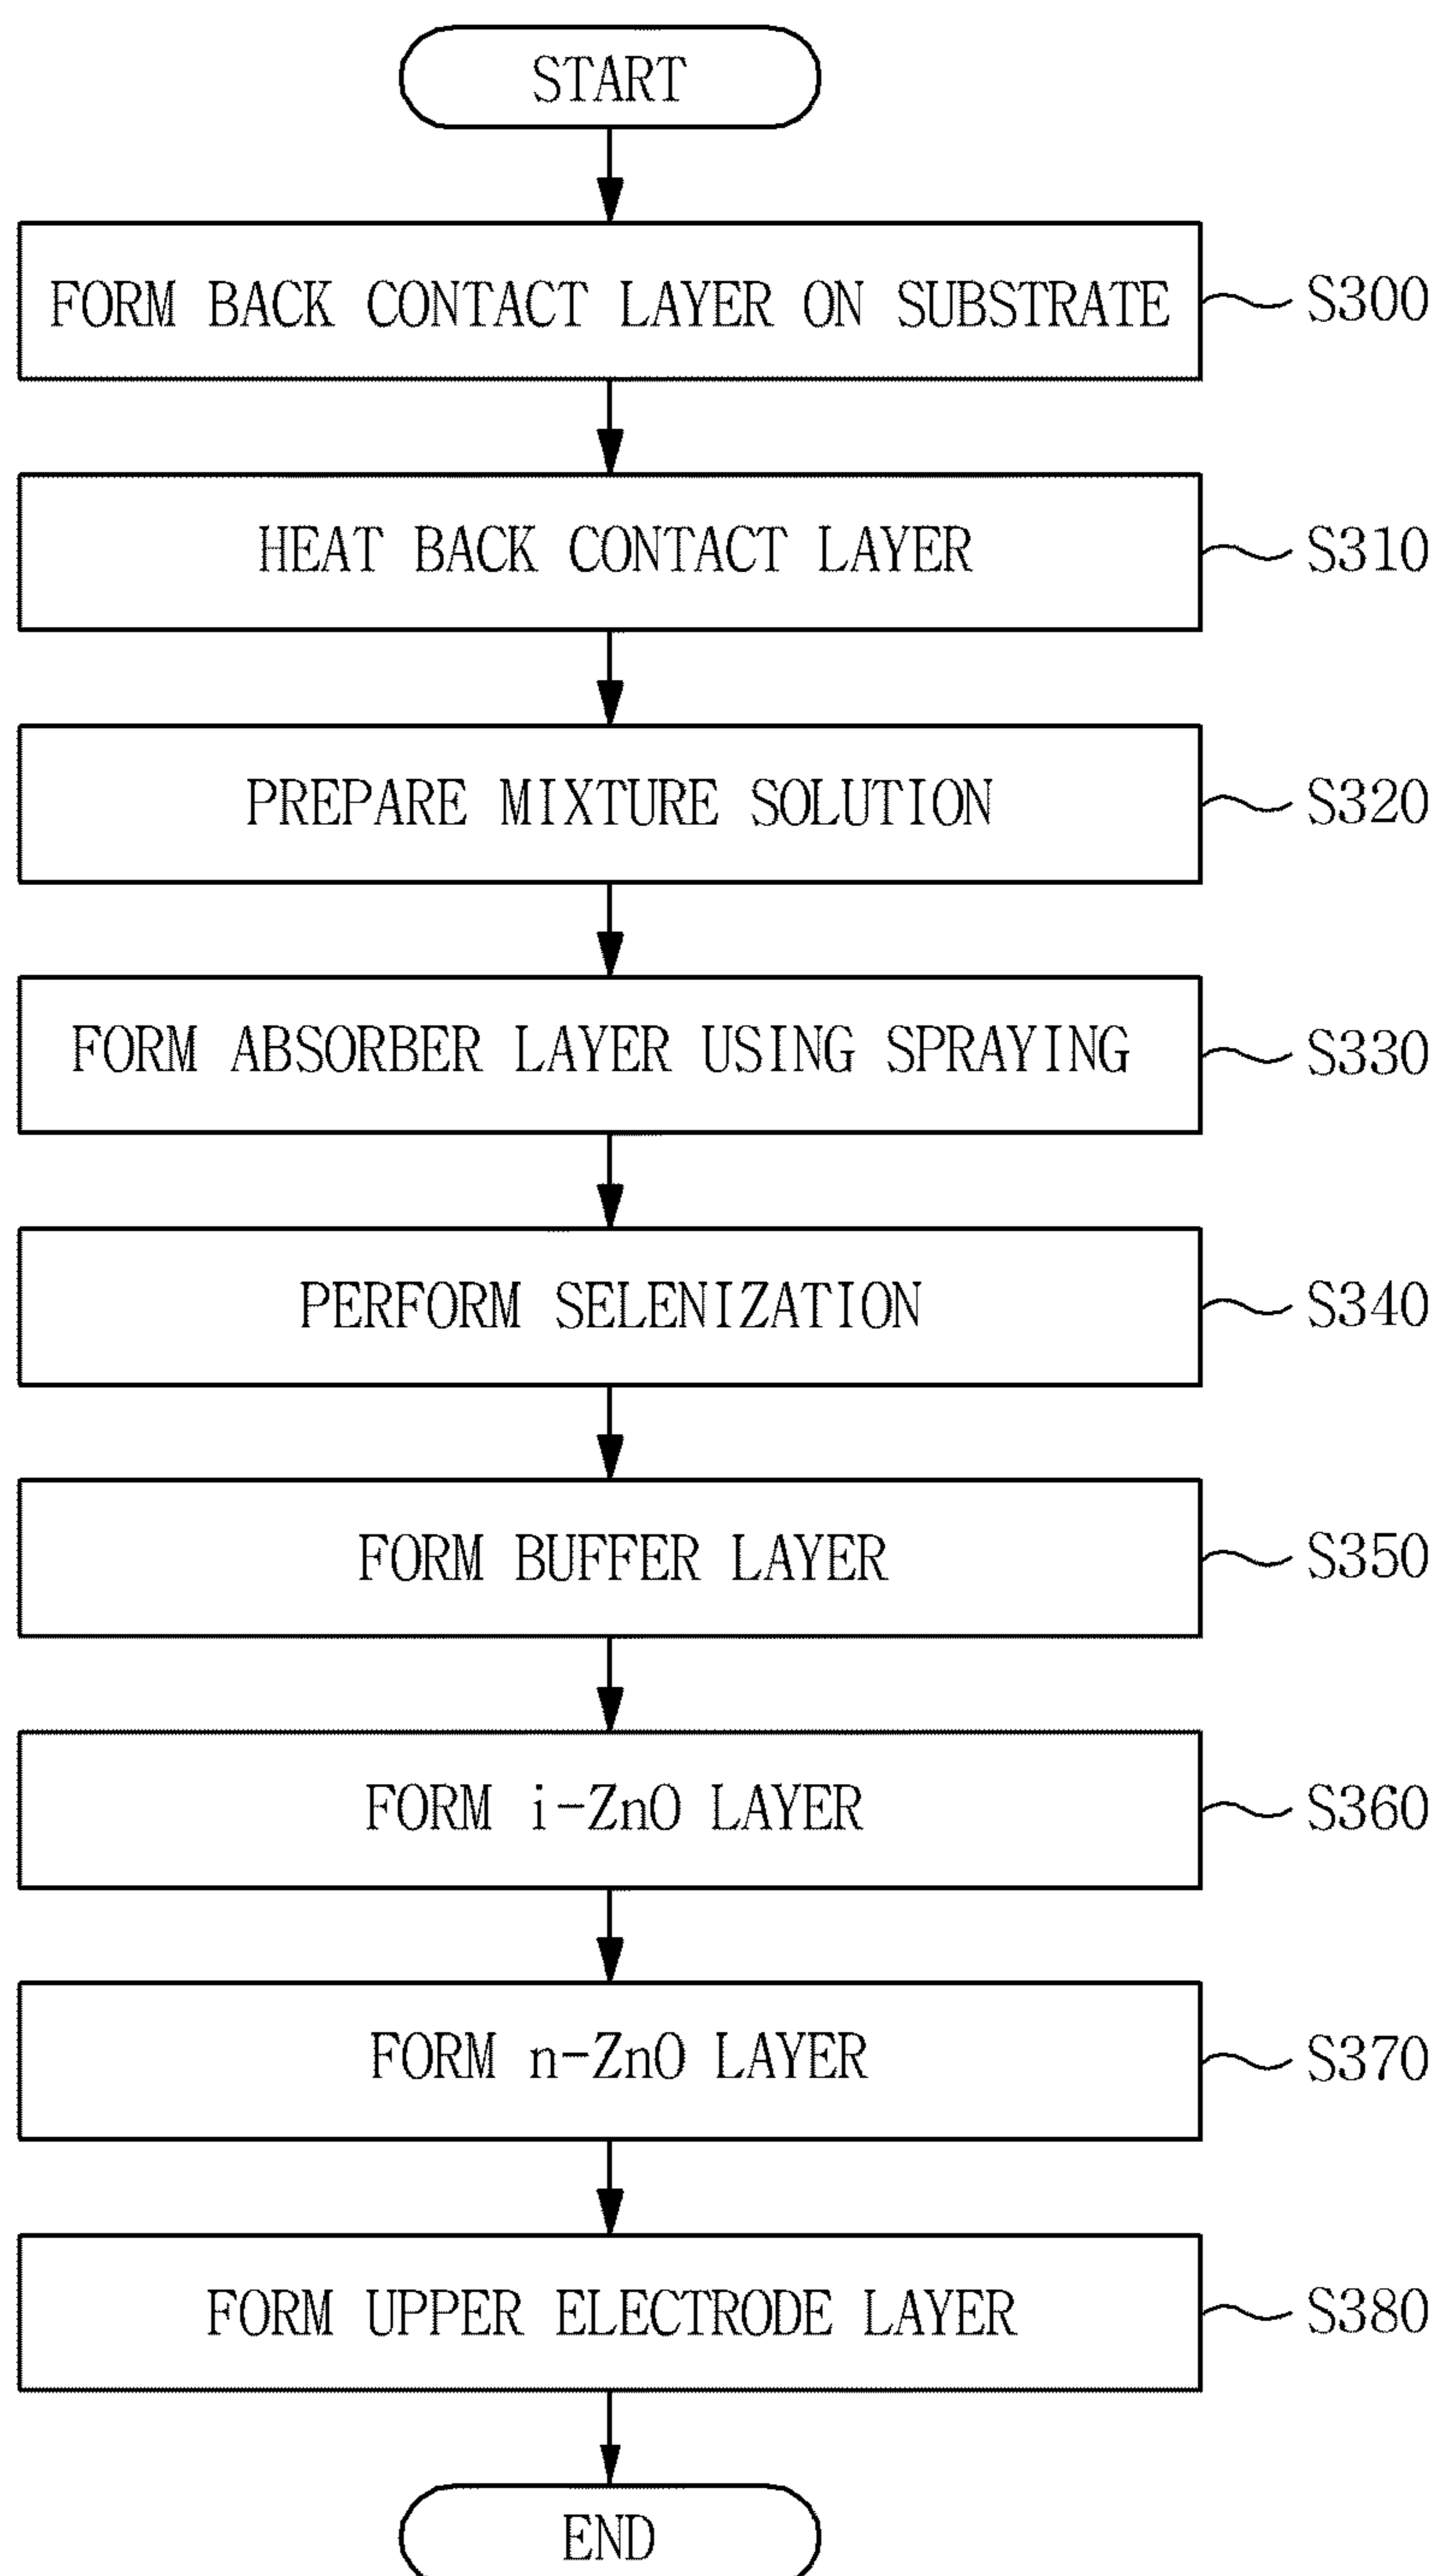 START
FORM BACK CONTACT LAYER ON SUBSTRATE S300
HEAT BACK CONTACT LAYER S310
PREPARE MIXTURE SOLUTION S320
FORM ABSORBER LAYER USING SPRAYING S330
PERFORM SELENIZATION S340
FORM BUFFER LAYER S350
FORM i-ZnO LAYER S360
FORM n-ZnO LAYER S370
FORM UPPER ELECTRODE LAYER S380
END